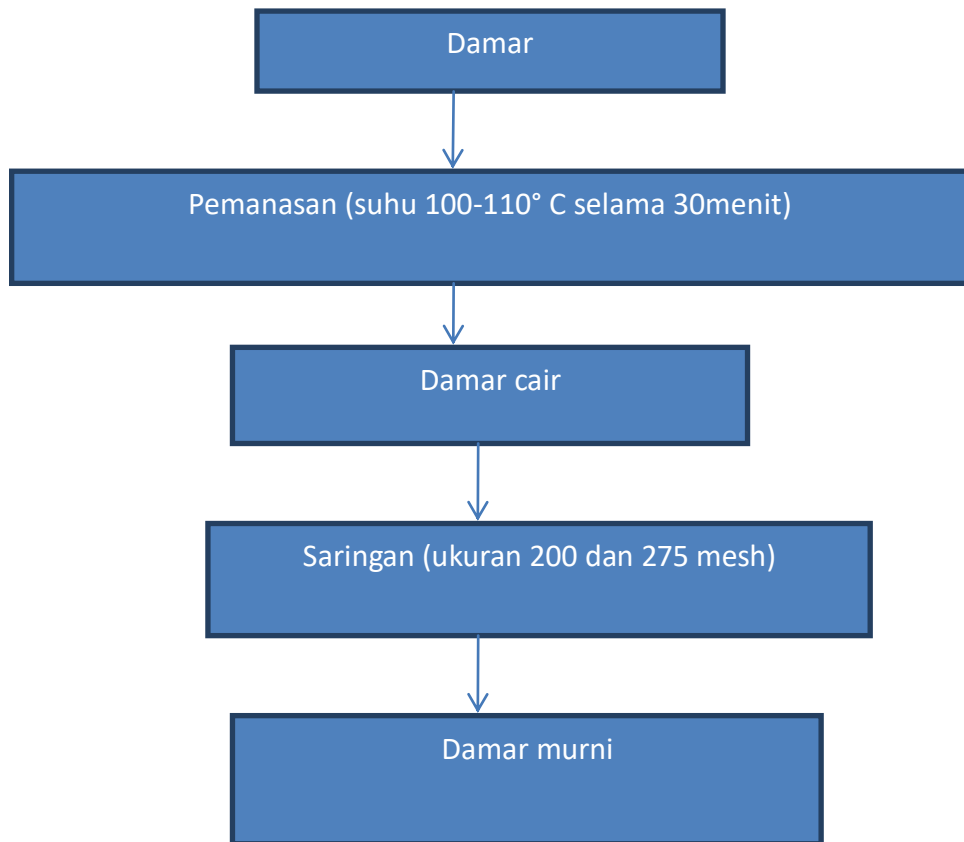 Damar
Pemanasan (suhu 100-110° C selama 30menit)
Damar cair
Saringan (ukuran 200 dan 275 mesh)
Damar murni